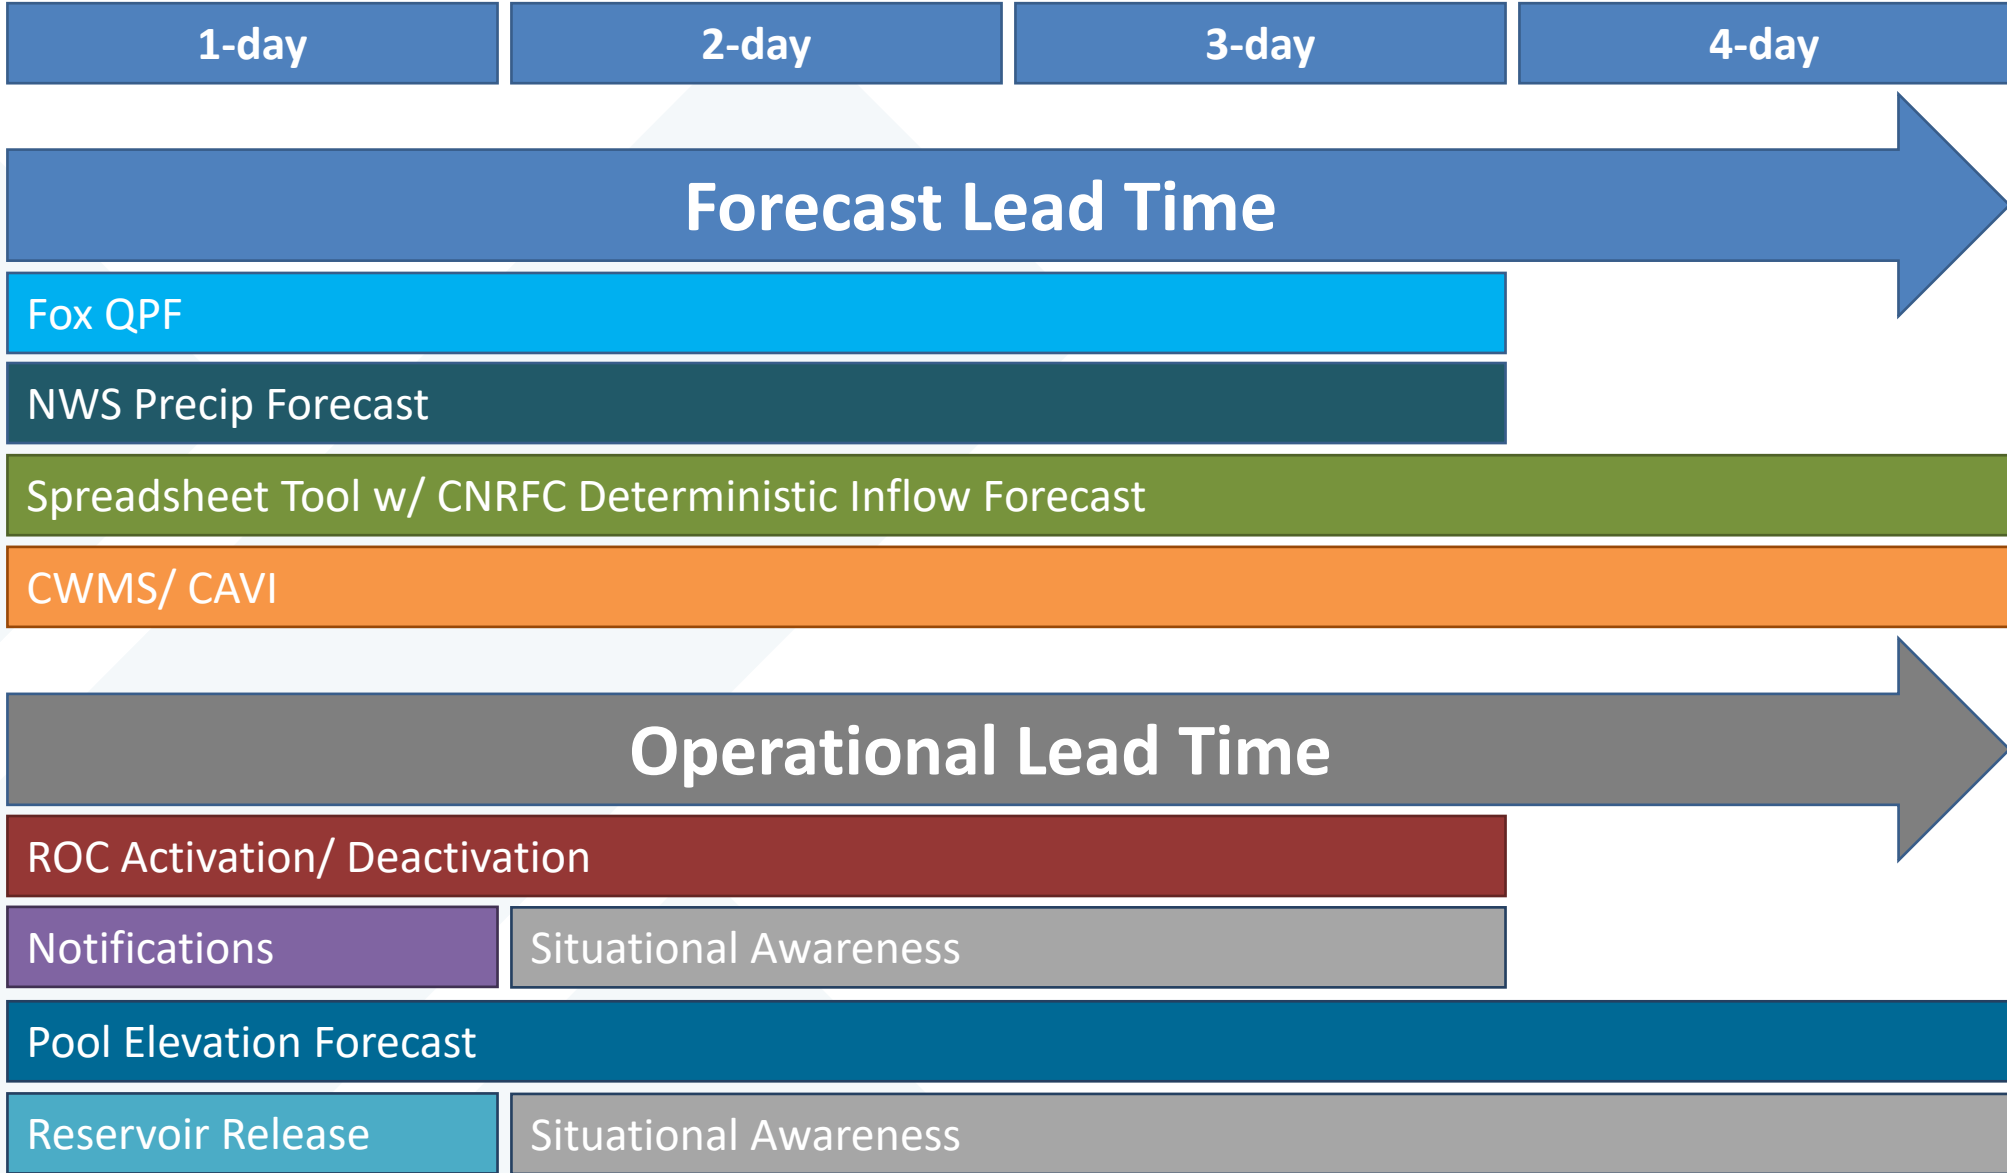 1-day 2-day 3-day 4-day
Forecast Lead Time
Fox QPF
NWS Precip Forecast
Spreadsheet Tool w/ CNRFC Deterministic Inflow Forecast
CWMS/ CAVI
Operational Lead Time
ROC Activation/ Deactivation
Notifications Situational Awareness
Pool Elevation Forecast
Reservoir Release Situational Awareness